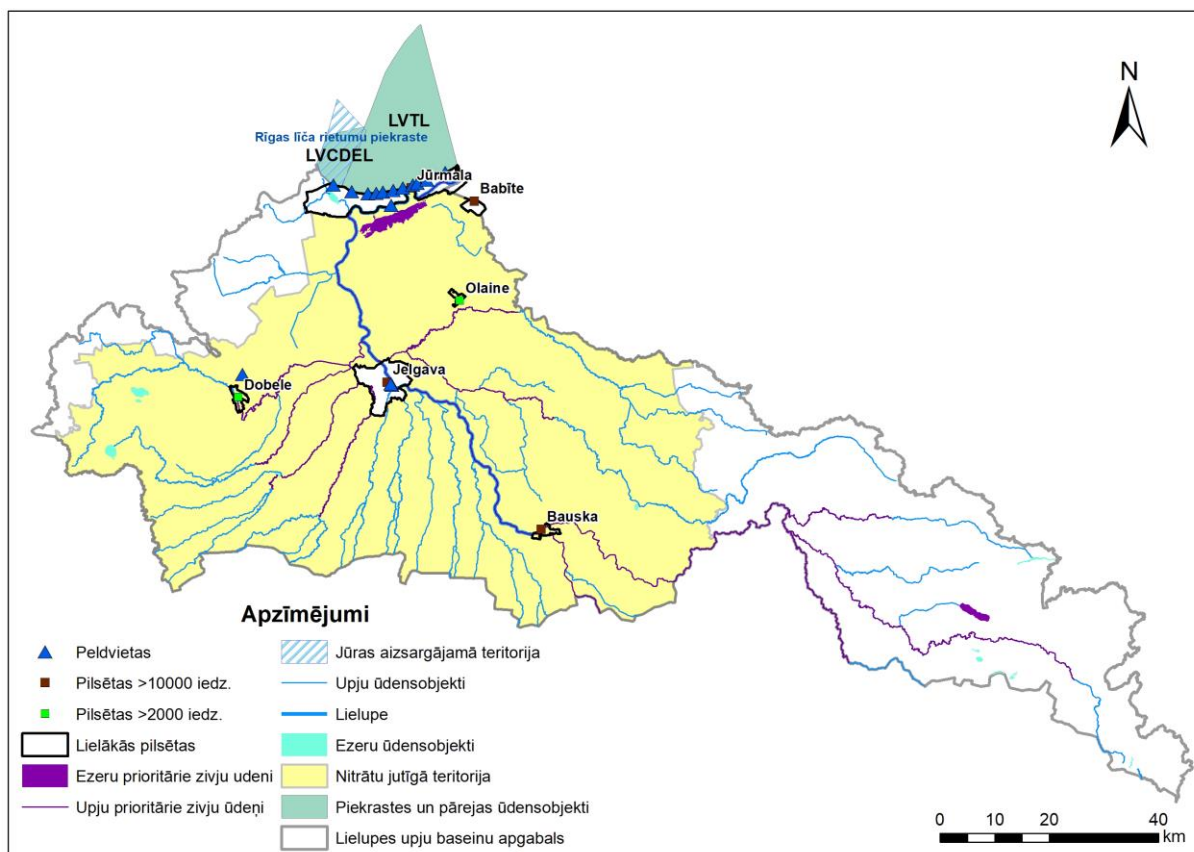 N
LVTL
Rīgas līča rietumu piekraste
LVCDEL
Jūrmala
Babīte
Olaine
Jelgava
Dobele
Bauska
Apzīmējumi
Peldvietas
Pilsētas >10000 iedz.
Pilsētas >2000 iedz.
Lielākās pilsētas
Ezeru prioritārie zivju udeni
Upju prioritārie zivju ūdeņi
Jūras aizsargājamā teritorija
Upju ūdensobjekti
Lielupe
Ezeru ūdensobjekti
Nitrātu jutīgā teritorija
Piekrastes un pārejas ūdensobjekti
Lielupes upju baseinu apgabals
0 10 20 40
km